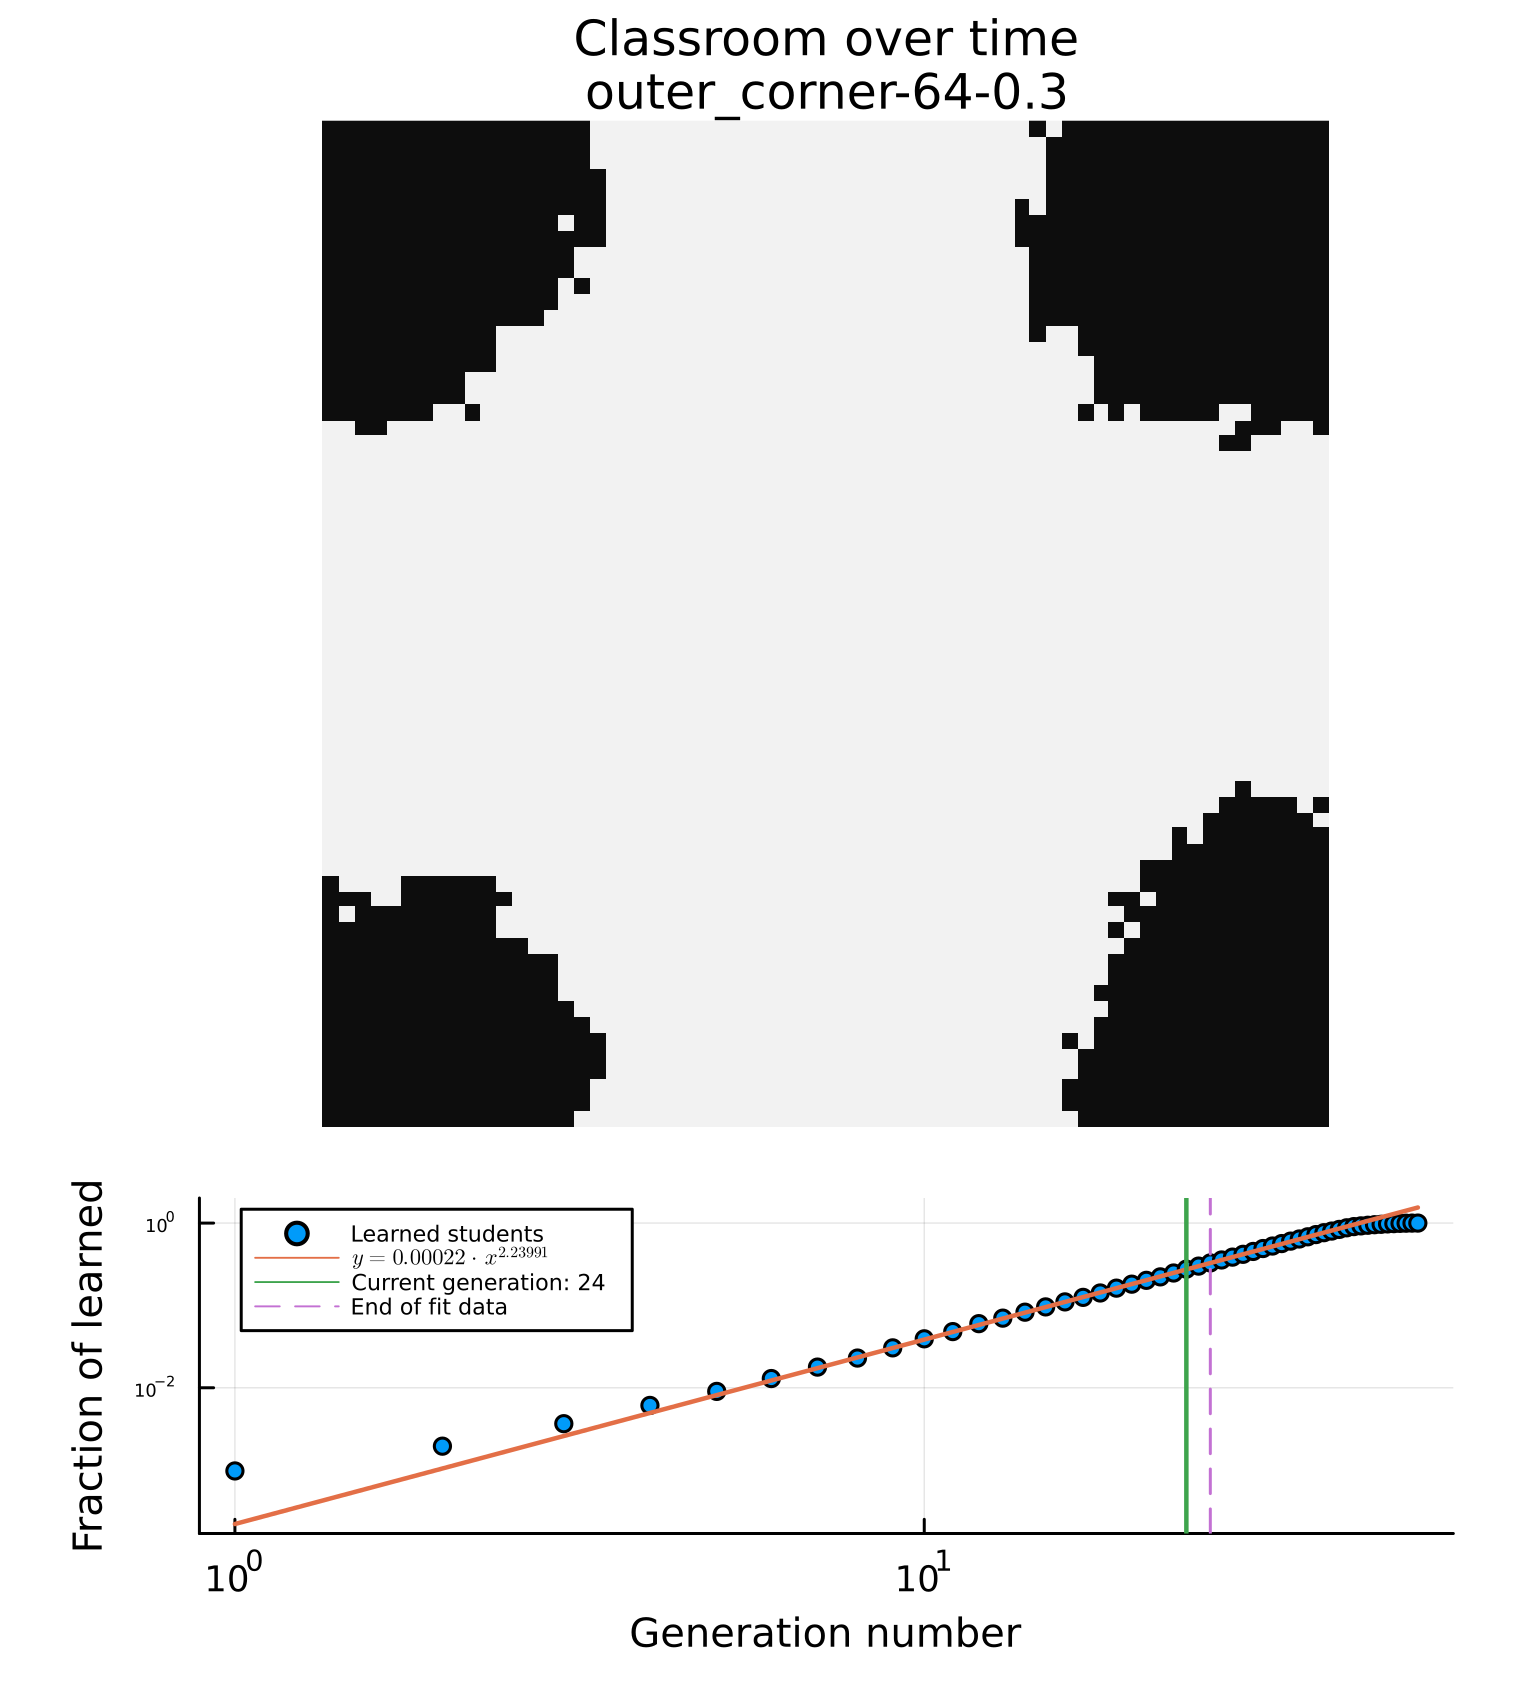 Classroom over time
outer_corner-64-0.3
Fraction of learned
10^0
10^-2
Learned students
y = 0.00022 · x^2.23991
Current generation: 24
End of fit data
10^0
10^1
Generation number